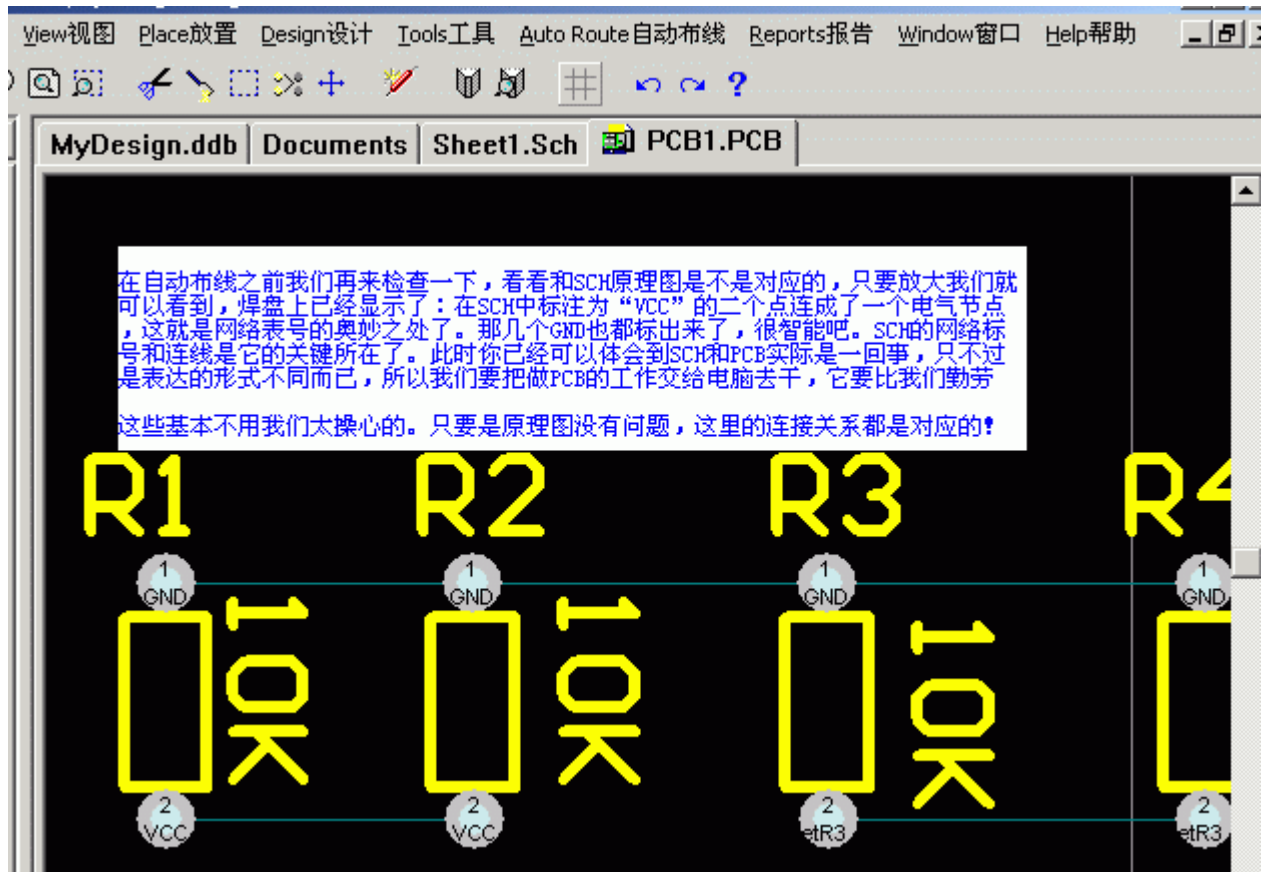 View视图 Place放置 Design设计 Tools工具 Auto Route自动布线 Reports报告 Window窗口 Help帮助
MyDesign.ddb Documents Sheet1.Sch PCB1.PCB
在自动布线之前我们再来检查一下，看看和SCH原理图是不是对应的，只要放大我们就
可以看到，焊盘上已经显示了：在SCH中标注为“VCC”的二个点连成了一个电气节点
，这就是网络表号的奥妙之处了。那几个GND也都标出来了，很智能吧。SCH的网络标
号和连线是它的关键所在了。此时你已经可以体会到SCH和PCB实际是一回事，只不过
是表达的形式不同而已，所以我们要把做PCB的工作交给电脑去干，它要比我们勤劳
这些基本不用我们太操心的。只要是原理图没有问题，这里的连接关系都是对应的！
R1 R2 R3 R4
1 1 1 1
GND GND GND GND
10K 10K 10K
2 2 2 2
VCC VCC etR3 etR3